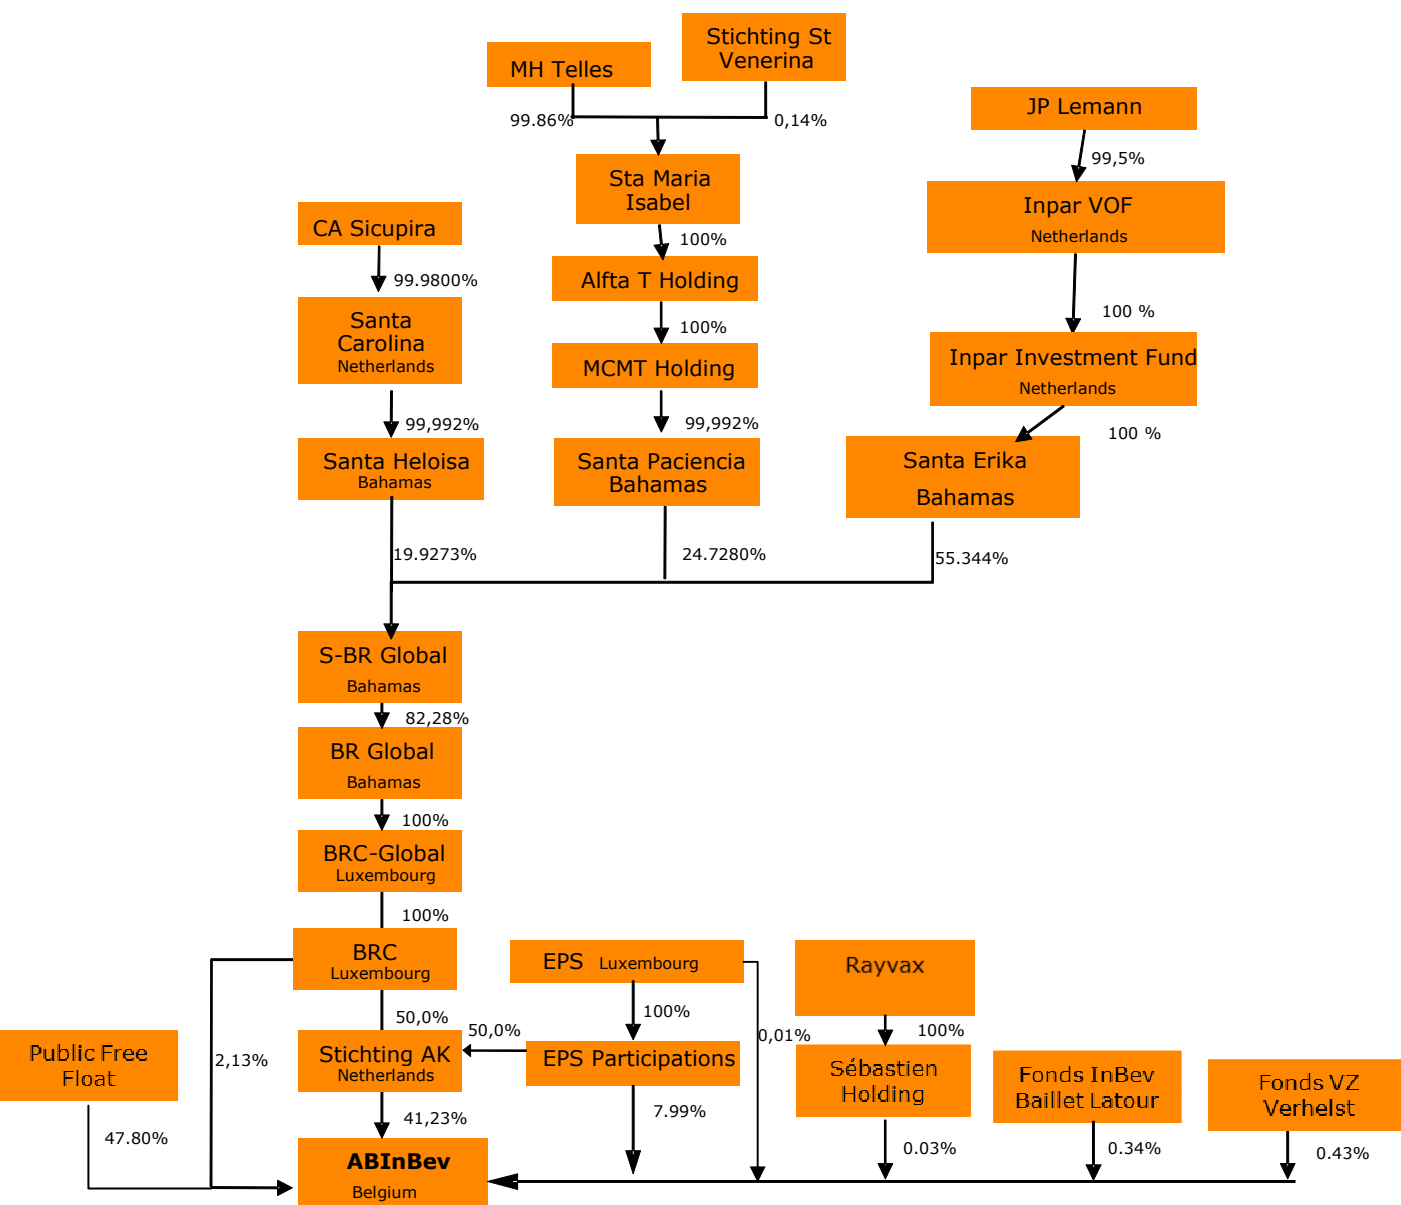 Stichting St
Venerina
MH Telles
99.86%
0,14%
JP Lemann
99,5%
Sta Maria
Isabel
Inpar VOF
Netherlands
CA Sicupira
100%
99.9800%
Alfta T Holding
100 %
Santa
Carolina
Netherlands
100%
Inpar Investment Fund
Netherlands
MCMT Holding
99,992%
99,992%
100 %
Santa Heloisa
Bahamas
Santa Paciencia
Bahamas
Santa Erika
Bahamas
19.9273%
24.7280%
55.344%
S-BR Global
Bahamas
82,28%
BR Global
Bahamas
100%
BRC-Global
Luxembourg
100%
BRC
Luxembourg
EPS Luxembourg
Rayvax
50,0%
50,0%
100%
0,01%
100%
Public Free
Float
2,13%
Stichting AK
Netherlands
EPS Participations
Sébastien
Holding
Fonds InBev
Baillet Latour
Fonds VZ
Verhelst
47.80%
41,23%
7.99%
0.03%
0.34%
0.43%
ABInBev
Belgium